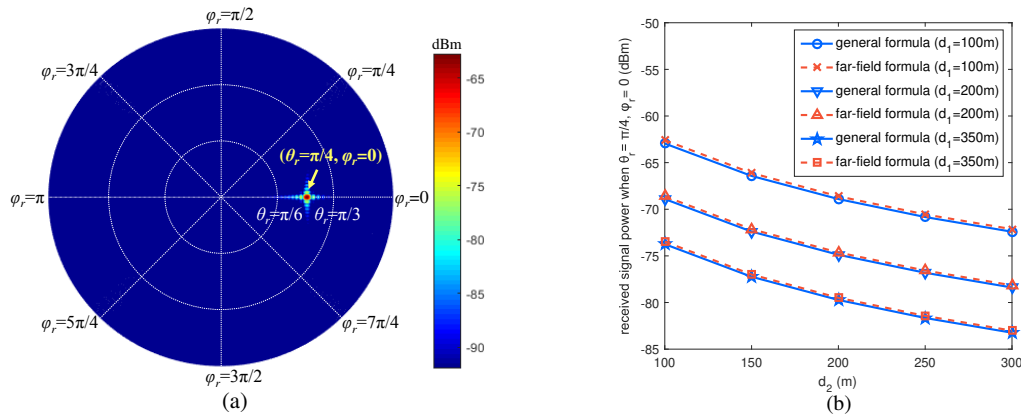 φr=π/2
dBm
φr=3π/4
φr=π/4
-65
-70
-75
-80
-85
-90
(θr=π/4, φr=0)
φr=π
φr=0
θr=π/6
θr=π/3
φr=5π/4
φr=7π/4
φr=3π/2
(a)
received signal power when θr = π/4, φr = 0 (dBm)
-50
-55
-60
-65
-70
-75
-80
-85
general formula (d1=100m)
far-field formula (d1=100m)
general formula (d1=200m)
far-field formula (d1=200m)
general formula (d1=350m)
far-field formula (d1=350m)
100
150
200
250
300
d2 (m)
(b)